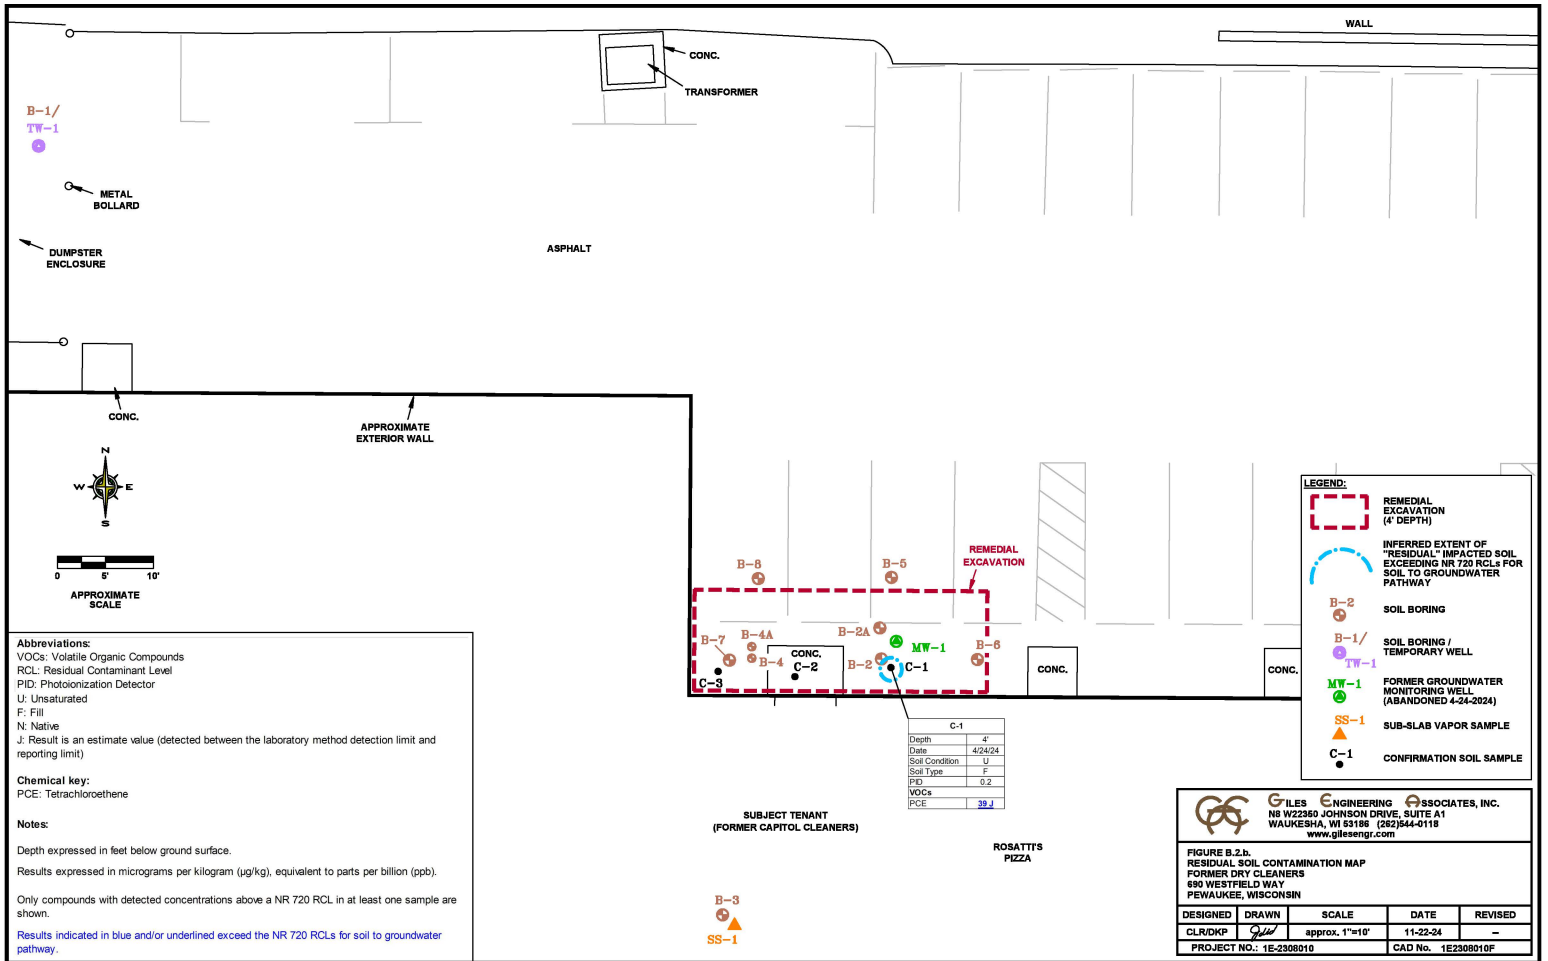 WALL
CONC.
TRANSFORMER
B-1/
TW-1
METAL
BOLLARD
DUMPSTER
ENCLOSURE
ASPHALT
CONC.
APPROXIMATE
EXTERIOR WALL
N
W E
S
0 5' 10'
APPROXIMATE
SCALE
REMEDIAL
EXCAVATION
B-8
B-5
B-7
B-4A
B-4
B-2A
MW-1
B-6
CONC.
C-2
B-2
C-1
C-3
CONC.
CONC.
C-1
Depth 4'
Date 4/24/24
Soil Condition U
Soil Type F
PID 0.2
VOCs
PCE 39 J
SUBJECT TENANT
(FORMER CAPITOL CLEANERS)
ROSATTI'S
PIZZA
B-3
SS-1
Abbreviations:
VOCs: Volatile Organic Compounds
RCL: Residual Contaminant Level
PID: Photoionization Detector
U: Unsaturated
F: Fill
N: Native
J: Result is an estimate value (detected between the laboratory method detection limit and
reporting limit)
Chemical key:
PCE: Tetrachloroethene
Notes:
Depth expressed in feet below ground surface.
Results expressed in micrograms per kilogram (µg/kg), equivalent to parts per billion (ppb).
Only compounds with detected concentrations above a NR 720 RCL in at least one sample are
shown.
Results indicated in blue and/or underlined exceed the NR 720 RCLs for soil to groundwater
pathway.
LEGEND:
REMEDIAL
EXCAVATION
(4' DEPTH)
INFERRED EXTENT OF
"RESIDUAL" IMPACTED SOIL
EXCEEDING NR 720 RCLs FOR
SOIL TO GROUNDWATER
PATHWAY
B-2
SOIL BORING
B-1/
TW-1
SOIL BORING /
TEMPORARY WELL
MW-1
FORMER GROUNDWATER
MONITORING WELL
(ABANDONED 4-24-2024)
SS-1
SUB-SLAB VAPOR SAMPLE
C-1
CONFIRMATION SOIL SAMPLE
GILES ENGINEERING ASSOCIATES, INC.
N8 W22350 JOHNSON DRIVE, SUITE A1
WAUKESHA, WI 53186 (262)544-0118
www.gilesengr.com
FIGURE B.2.b.
RESIDUAL SOIL CONTAMINATION MAP
FORMER DRY CLEANERS
690 WESTFIELD WAY
PEWAUKEE, WISCONSIN
DESIGNED DRAWN SCALE DATE REVISED
CLR/DKP approx. 1"=10' 11-22-24 --
PROJECT NO.: 1E-2308010 CAD No. 1E2308010F